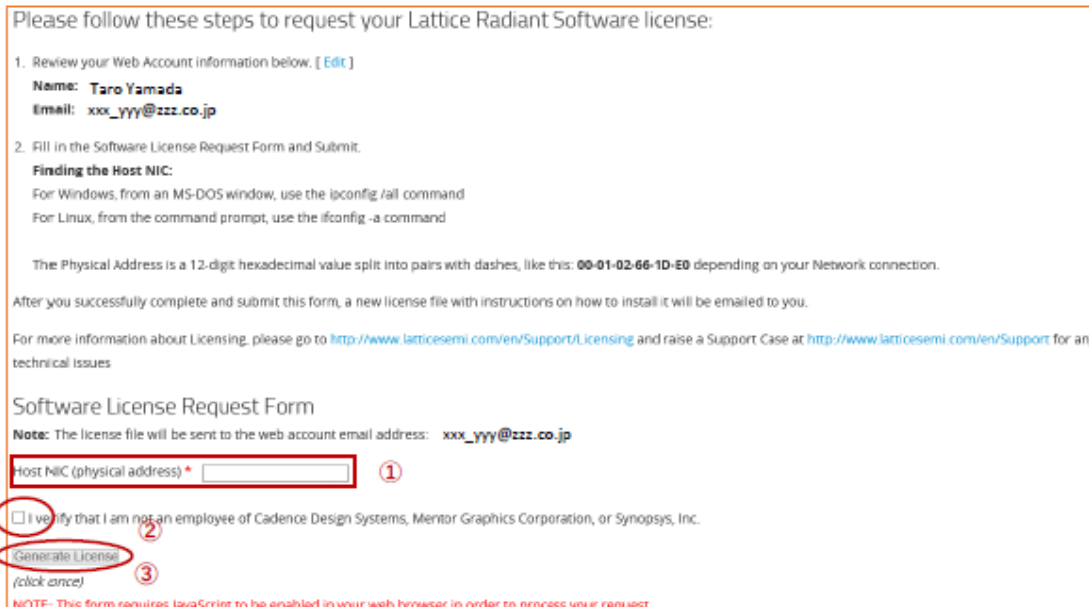 Please follow these steps to request your Lattice Radiant Software license:
1. Review your Web Account information below. [ Edit ]
Name: Taro Yamada
Email: xxx_yyy@zzz.co.jp
2. Fill in the Software License Request Form and Submit.
Finding the Host NIC:
For Windows, from an MS-DOS window, use the ipconfig /all command
For Linux, from the command prompt, use the ifconfig -a command
The Physical Address is a 12-digit hexadecimal value split into pairs with dashes, like this: 00-01-02-66-1D-E0 depending on your Network connection.
After you successfully complete and submit this form, a new license file with instructions on how to install it will be emailed to you.
For more information about Licensing, please go to http://www.latticesemi.com/en/Support/Licensing and raise a Support Case at http://www.latticesemi.com/en/Support for an
technical issues
Software License Request Form
Note: The license file will be sent to the web account email address: xxx_yyy@zzz.co.jp
Host NIC (physical address) * ①
I verify that I am not an employee of Cadence Design Systems, Mentor Graphics Corporation, or Synopsys, Inc.
②
Generate License
(click once) ③
NOTE: This form requires JavaScript to be enabled in your web browser in order to process your request